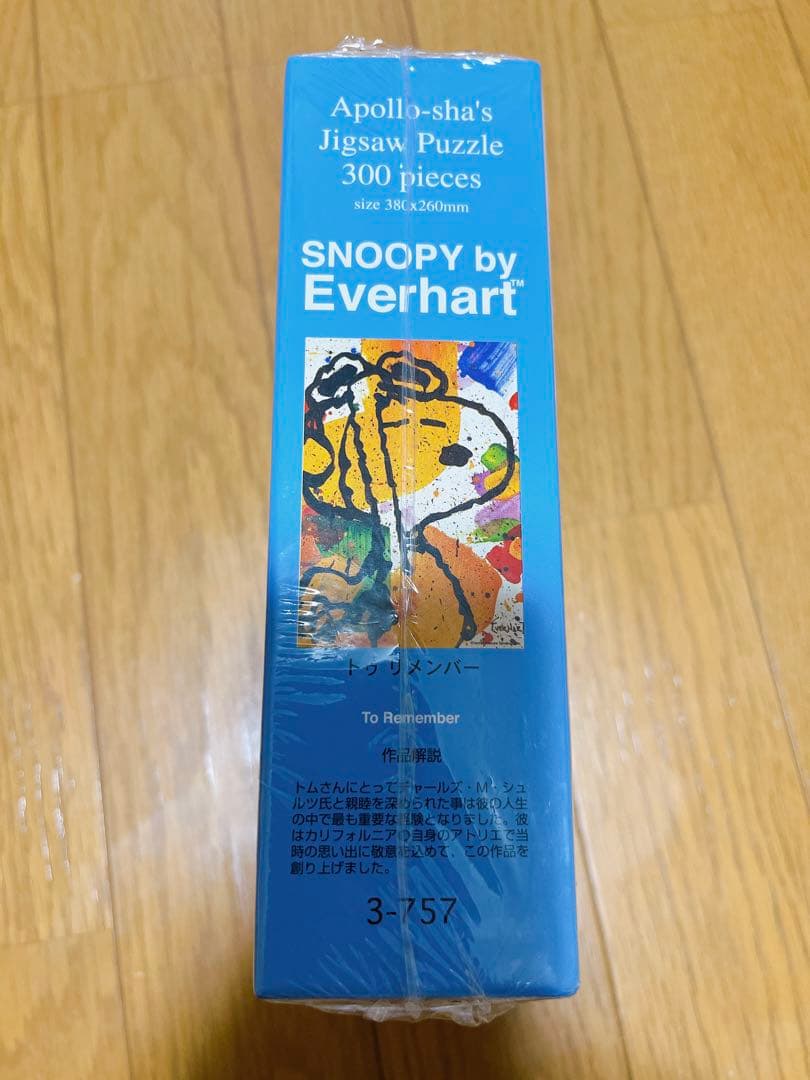 Apollo-sha's
Jigsaw Puzzle
300 pieces
size 380x260mm
SNOOPY by
Everhart™
トゥ リメンバー
To Remember
作品解説
トムさんにとってチャールズ・M・シュ
ルツ氏と親睦を深められた事は彼の人生
の中で最も重要な経験となりました。彼
はカリフォルニアの自身のアトリエで当
時の思い出に敬意を込めて、この作品を
創り上げました。
3-757